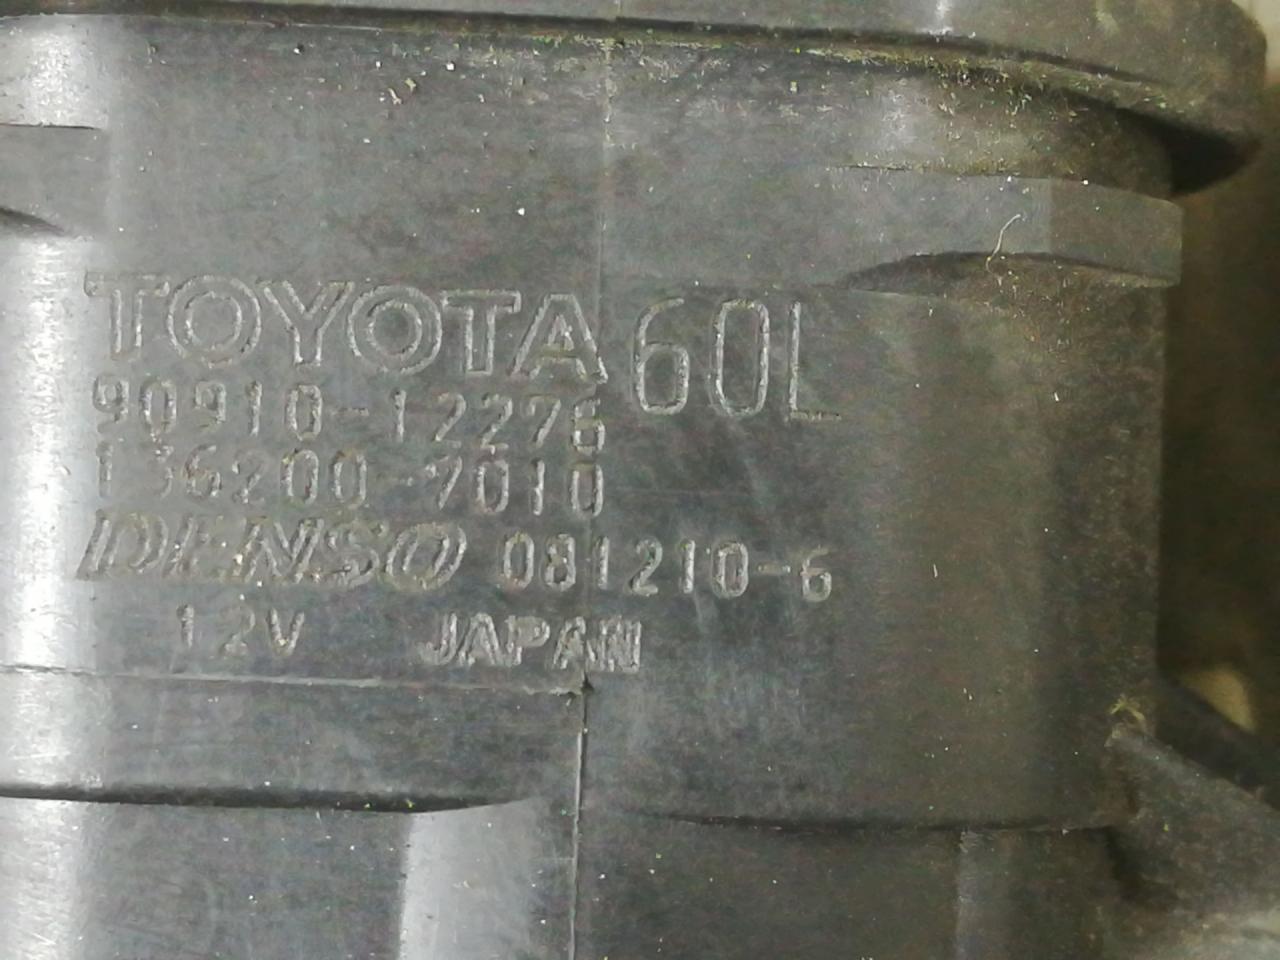 TOYOTA 60L
90910-12276
136200-7010
DENSO 081210-6
12V JAPAN